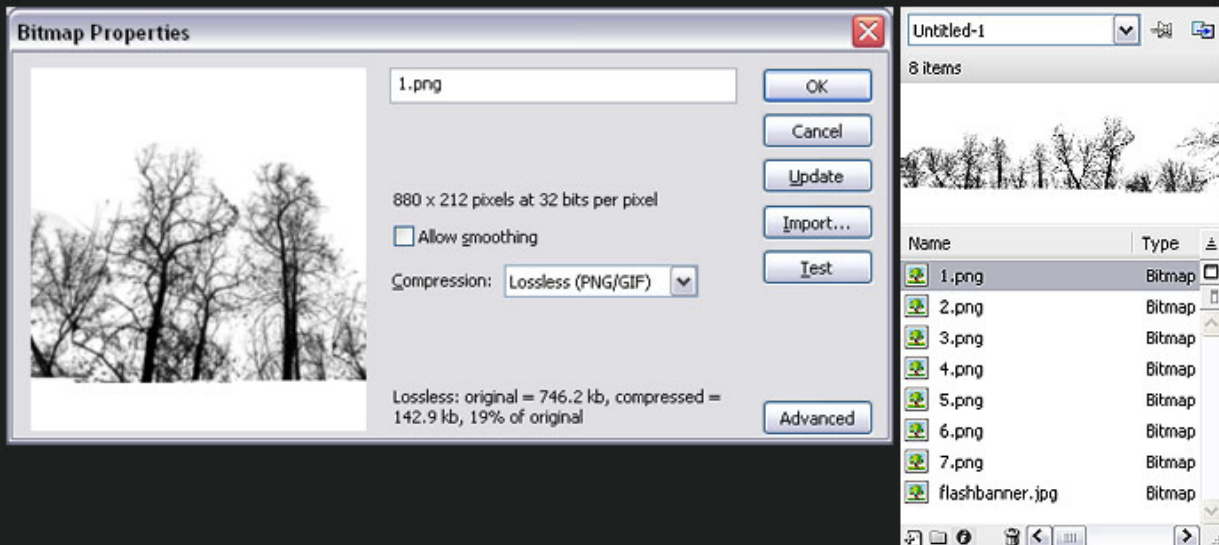 Bitmap Properties
1.png
OK
Cancel
Update
Import...
Test
880 x 212 pixels at 32 bits per pixel
Allow smoothing
Compression: Lossless (PNG/GIF)
Lossless: original = 746.2 kb, compressed =
142.9 kb, 19% of original
Advanced
Untitled-1
8 items
Name Type
1.png Bitmap
2.png Bitmap
3.png Bitmap
4.png Bitmap
5.png Bitmap
6.png Bitmap
7.png Bitmap
flashbanner.jpg Bitmap